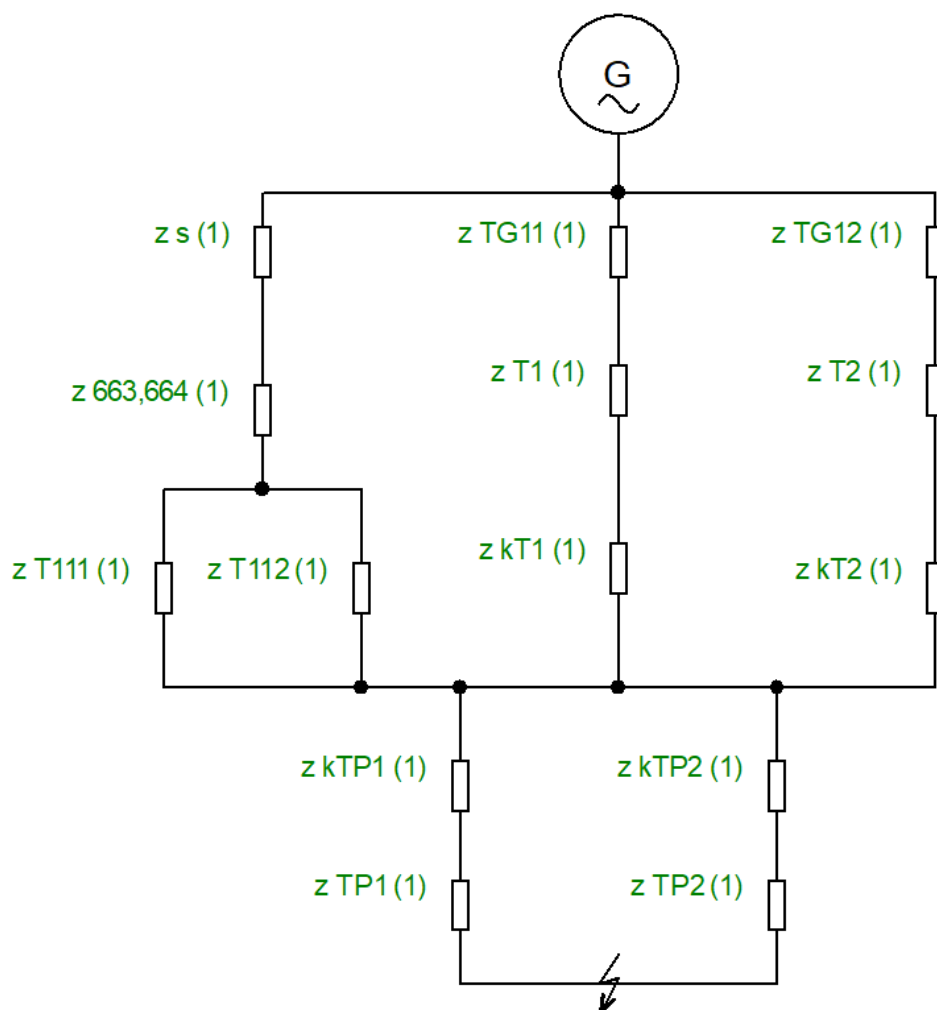 G
z s (1)
z TG11 (1)
z TG12 (1)
z T1 (1)
z T2 (1)
z 663,664 (1)
z kT1 (1)
z T111 (1)
z T112 (1)
z kT2 (1)
z kTP1 (1)
z kTP2 (1)
z TP1 (1)
z TP2 (1)